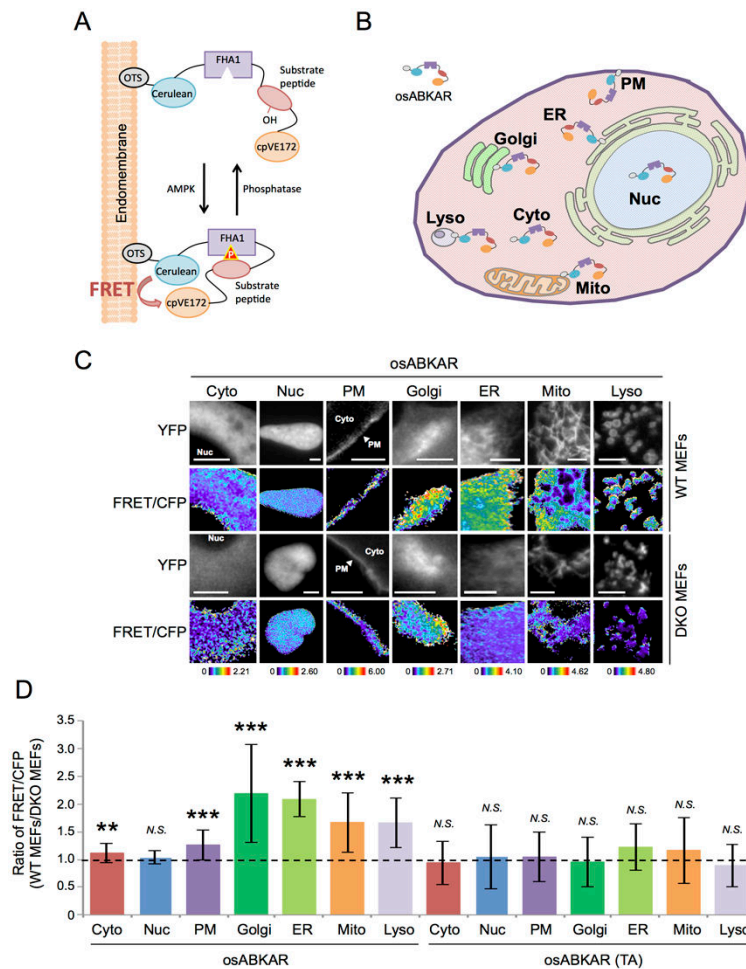 A
OTS
Cerulean
FHA1
Substrate
peptide
OH
cpVE172
Endomembrane
AMPK
Phosphatase
OTS
Cerulean
FHA1
P
Substrate
peptide
FRET
cpVE172
B
osABKAR
PM
ER
Golgi
Nuc
Lyso
Cyto
Mito
C
osABKAR
Cyto Nuc PM Golgi ER Mito Lyso
YFP
Nuc
Cyto
PM
FRET/CFP
WT MEFs
YFP
Nuc
Cyto
PM
FRET/CFP
DKO MEFs
0 2.21 0 2.60 0 6.00 0 2.71 0 4.10 0 4.62 0 4.80
D
Ratio of FRET/CFP
(WT MEFs/DKO MEFs)
3.5
3.0
2.5
2.0
1.5
1.0
0.5
0
** N.S. *** *** *** *** *** N.S. N.S. N.S. N.S. N.S. N.S. N.S.
Cyto Nuc PM Golgi ER Mito Lyso Cyto Nuc PM Golgi ER Mito Lyso
osABKAR osABKAR (TA)